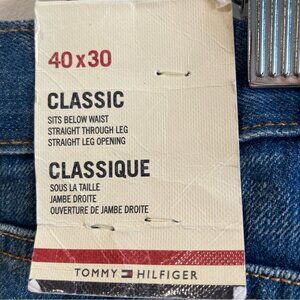 40x30
CLASSIC
SITS BELOW WAIST
STRAIGHT THROUGH LEG
STRAIGHT LEG OPENING
CLASSIQUE
SOUS LA TAILLE
JAMBE DROITE
OUVERTURE DE JAMBE DROITE
TOMMY HILFIGER